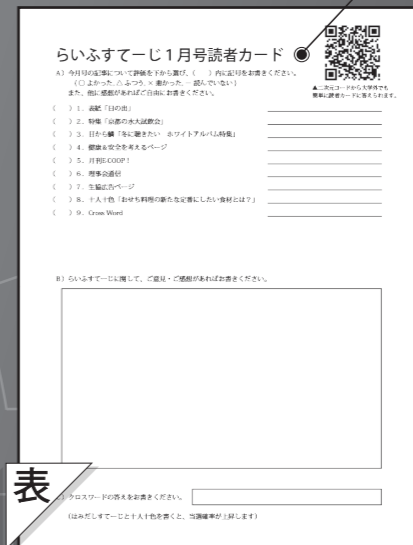 らいふすてーじ１月号読者カード
A）今月号の記事について評価を下から選び、（　）内に記号をお書きください。
（○ よかった, △ ふつう, × 悪かった, － 読んでいない）
また、他に感想があればご自由にお書きください。
▲二次元コードから大学外でも
簡単に読者カードに答えられます。
（　）１．表紙「日の出」
（　）２．特集「京都の水大試飲会」
（　）３．目から鱗「冬に聴きたい　ホワイトアルバム特集」
（　）４．健康＆安全を考えるページ
（　）５．月刊E-COOP！
（　）６．理事会通信
（　）７．生協広告ページ
（　）８．十人十色「おせち料理の新たな定番にしたい食材とは？」
（　）９．Cross Word
B）らいふすてーじに関して、ご意見・ご感想があればお書きください。
表
）クロスワードの答えをお書きください。
（はみだしすてーじと十人十色を書くと、当選確率が上昇します）